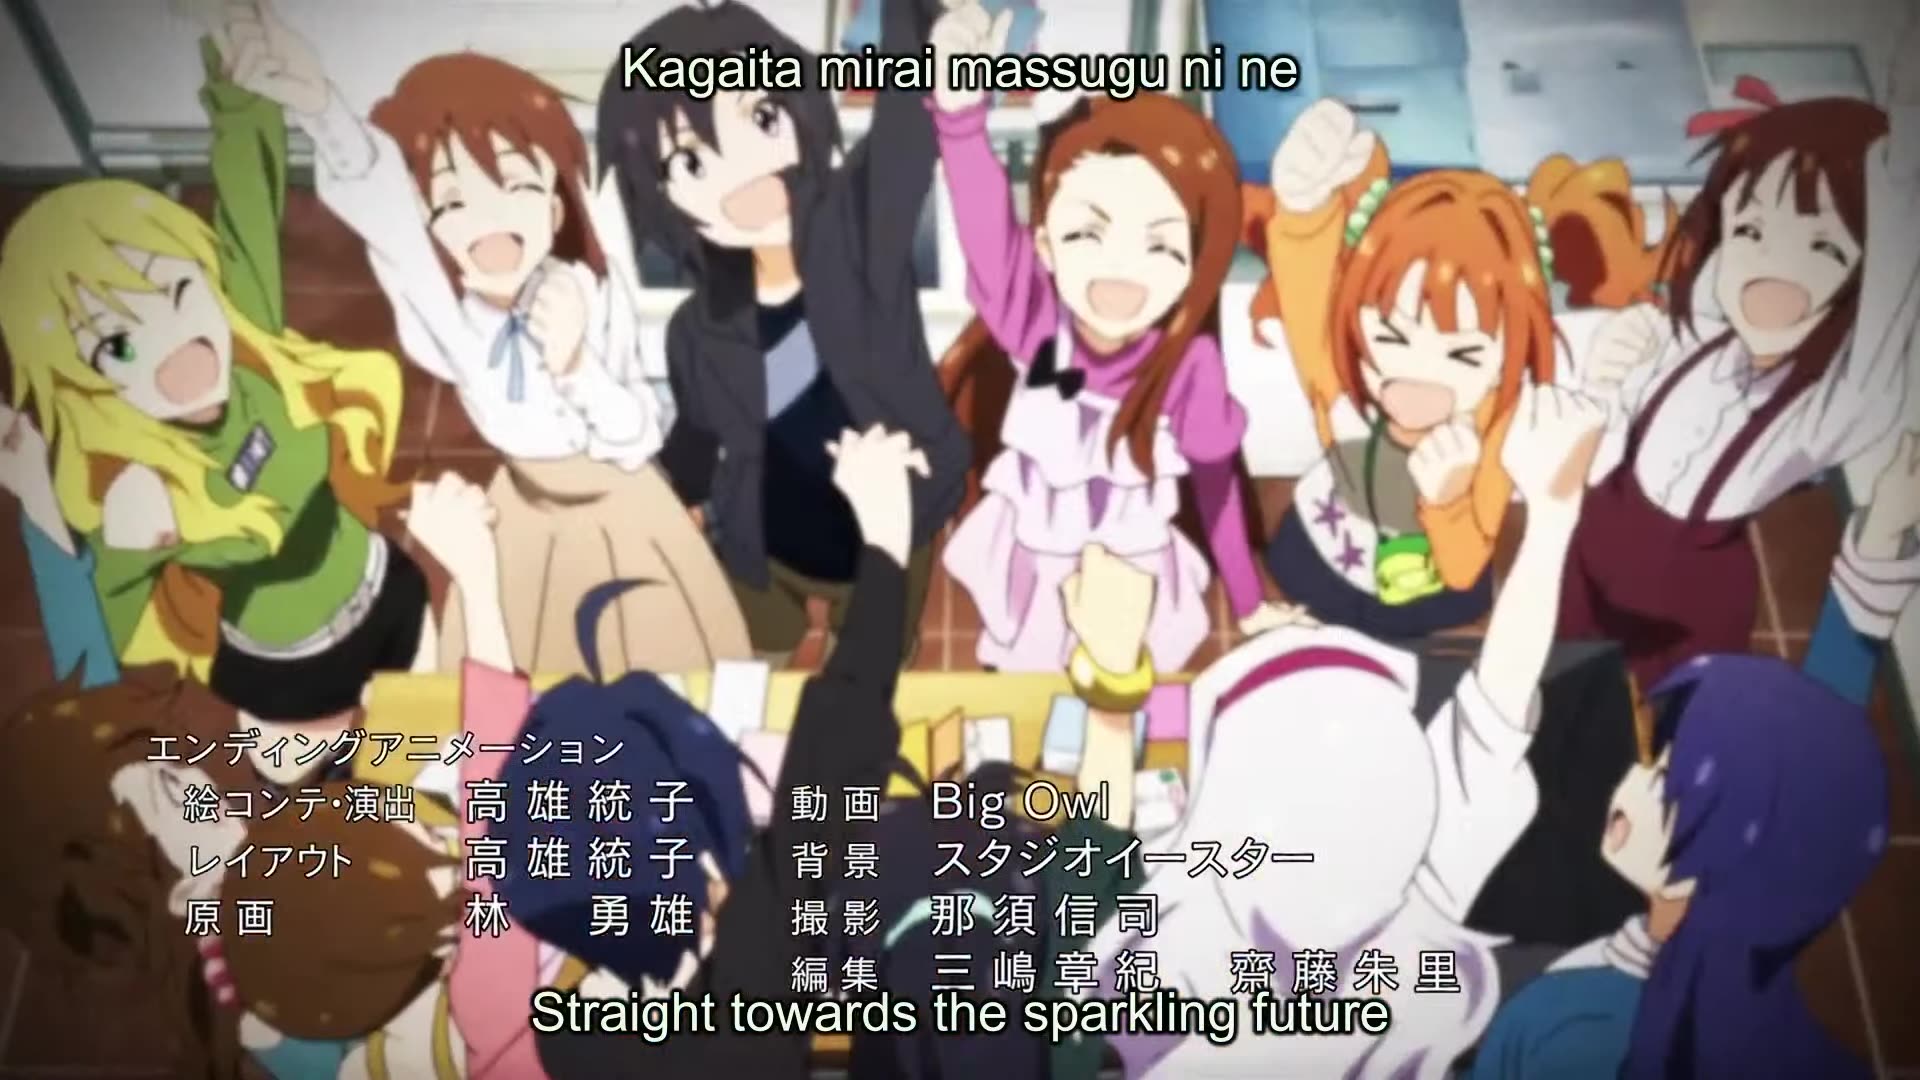 Kagaita mirai massugu ni ne
エンディングアニメーション
絵コンテ・演出 高雄統子
レイアウト 高雄統子
原画 林 勇雄
動画 Big Owl
背景 スタジオイースター
撮影 那須信司
編集 三嶋章紀 齋藤朱里
Straight towards the sparkling future